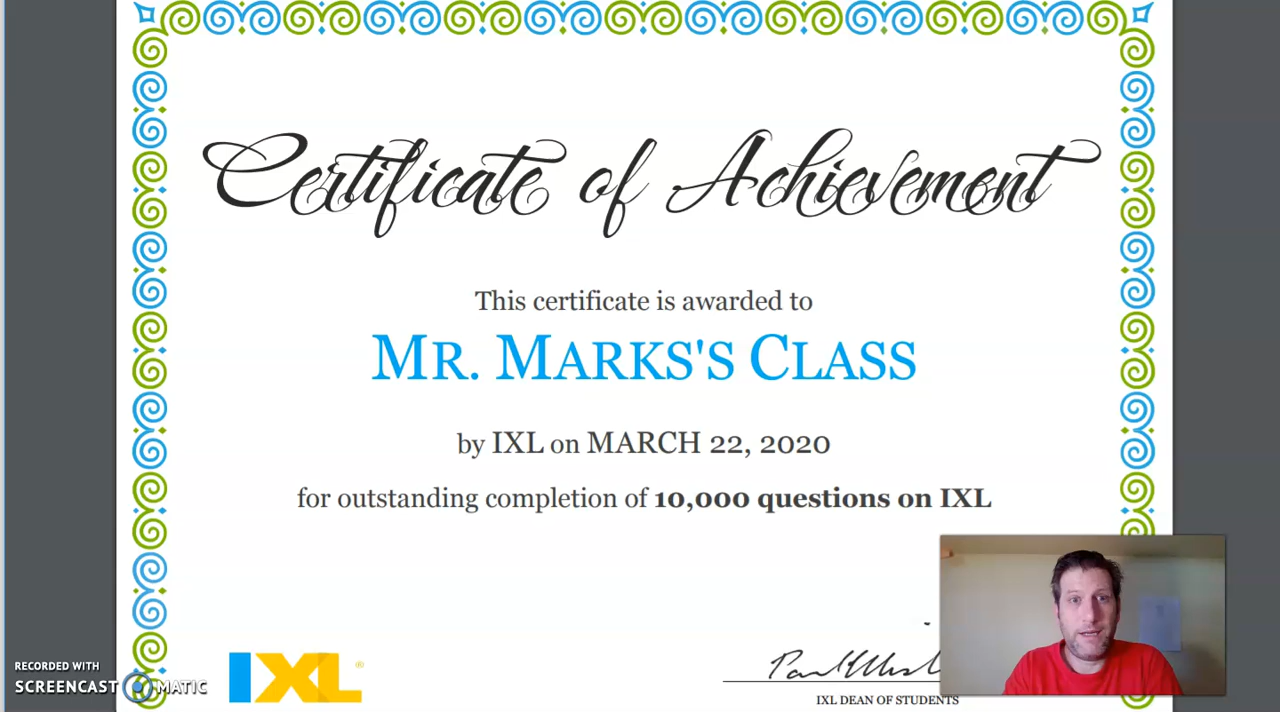 Certificate of Achievement
This certificate is awarded to
MR. MARKS'S CLASS
by IXL on MARCH 22, 2020
for outstanding completion of 10,000 questions on IXL
RECORDED WITH
SCREENCAST MATIC
IXL®
IXL DEAN OF STUDENTS